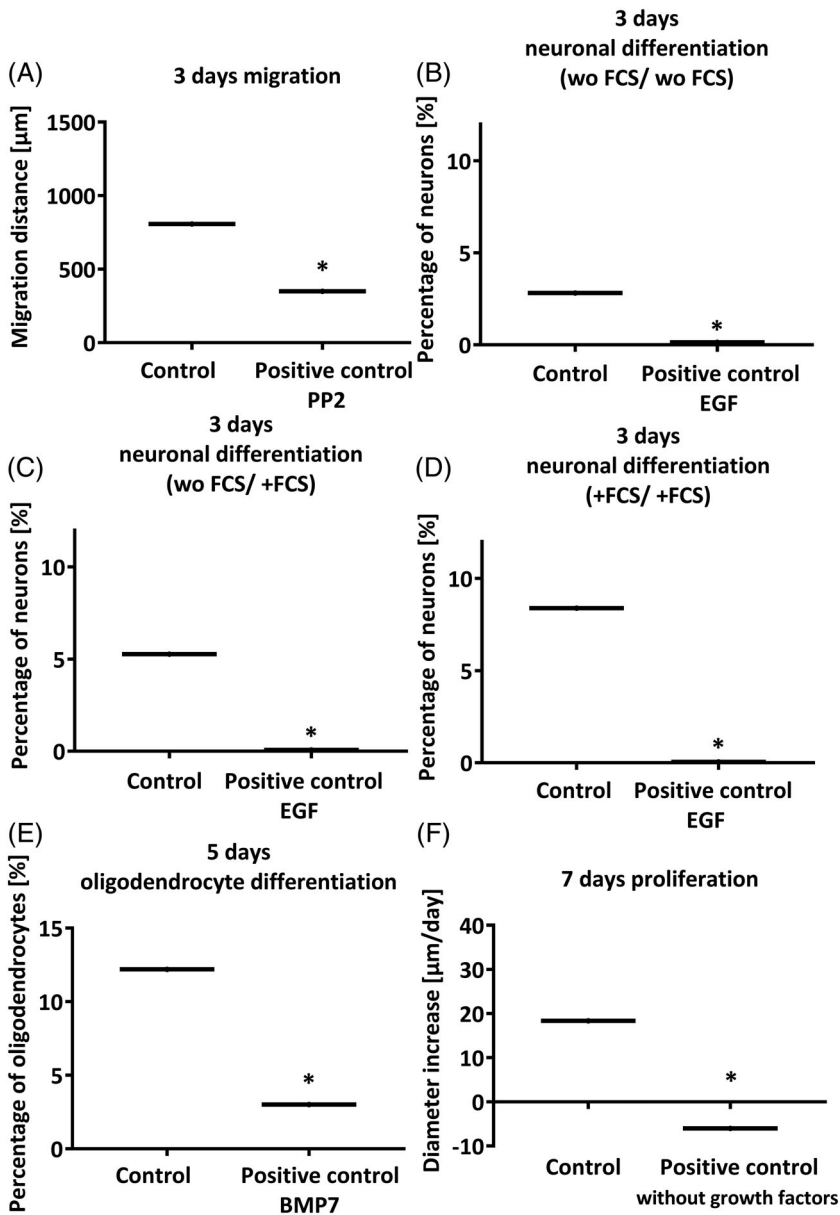 (A)
3 days migration
Migration distance [µm]
1500
1000
500
0
*
Control Positive control
PP2
(B)
3 days
neuronal differentiation
(wo FCS/ wo FCS)
Percentage of neurons [%]
10
5
0
*
Control Positive control
EGF
(C)
3 days
neuronal differentiation
(wo FCS/ +FCS)
Percentage of neurons [%]
10
5
0
*
Control Positive control
EGF
(D)
3 days
neuronal differentiation
(+FCS/ +FCS)
Percentage of neurons [%]
10
5
0
*
Control Positive control
EGF
(E)
5 days
oligodendrocyte differentiation
Percentage of oligodendrocytes [%]
15
10
5
0
*
Control Positive control
BMP7
(F)
7 days proliferation
Diameter increase [µm/day]
40
30
20
10
0
-10
*
Control Positive control
without growth factors